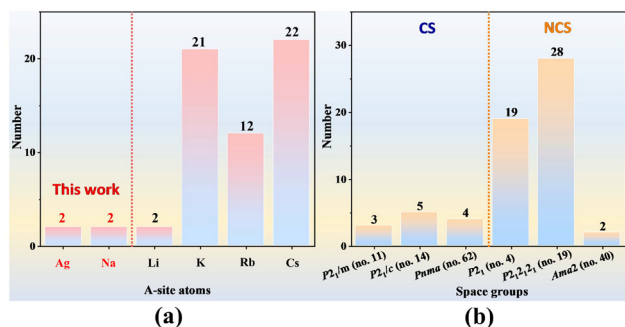 20
10
0
Number
This work
2
2
2
21
12
22
Ag
Na
Li
K
Rb
Cs
A-site atoms
(a)
30
20
10
0
Number
CS
NCS
3
5
4
19
28
2
P2₁/m (no. 11)
P2₁/c (no. 14)
Pnma (no. 62)
P2₁ (no. 4)
P2₁2₁2₁ (no. 19)
Ama2 (no. 40)
Space groups
(b)